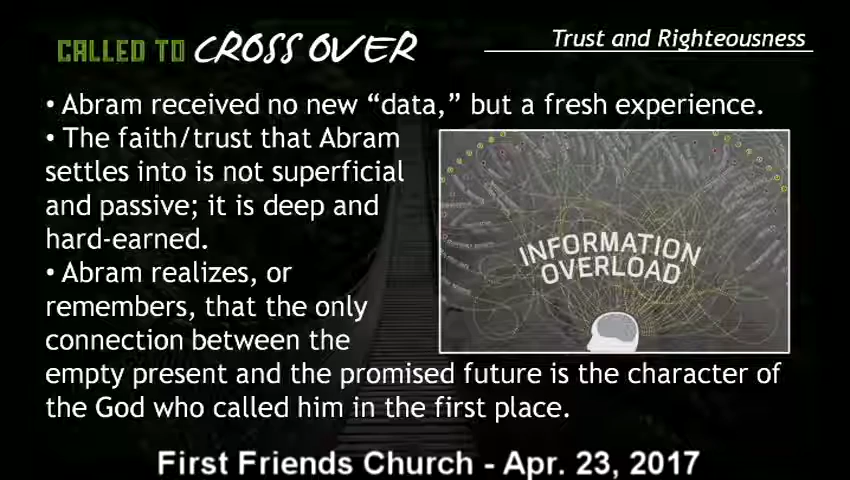 CALLED TO CROSS OVER
Trust and Righteousness
• Abram received no new “data,” but a fresh experience.
• The faith/trust that Abram
settles into is not superficial
and passive; it is deep and
hard-earned.
• Abram realizes, or
remembers, that the only
connection between the
empty present and the promised future is the character of
the God who called him in the first place.
INFORMATION
OVERLOAD
First Friends Church - Apr. 23, 2017